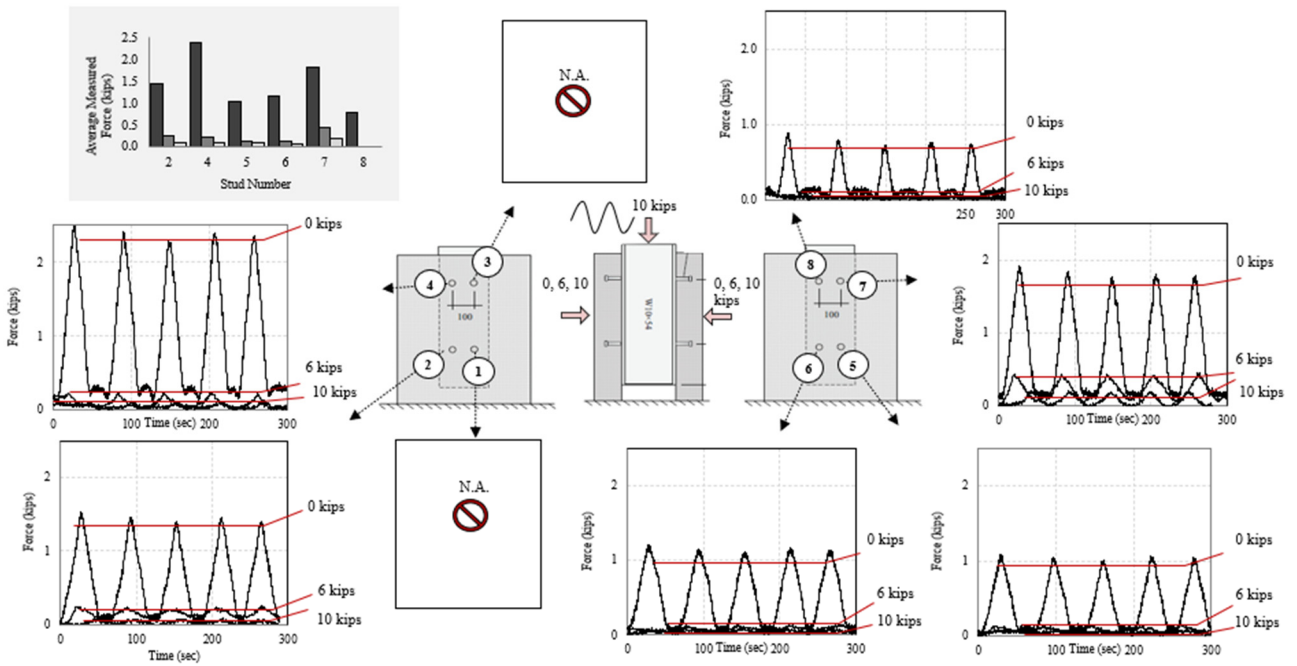 2.5
2.0
1.5
1.0
0.5
0.0
Average Measured
Force (kips)
2 4 5 6 7 8
Stud Number
N.A.
2.0
1.0
0.0
Force (kips)
250 300
0 kips
6 kips
10 kips
2
1
0
Force (kips)
100 Time (sec) 200 300
0 kips
6 kips
10 kips
3
4
100
2
1
10 kips
0, 6, 10
W10×54
0, 6, 10
kips
8
7
100
6
5
2
1
0
Force (kips)
100 Time (sec) 200 300
0 kips
6 kips
10 kips
2
1
0
Force (kips)
0 100 200 300
Time (sec)
0 kips
6 kips
10 kips
N.A.
2
1
0
Force (kips)
0 100 Time (sec) 200 300
0 kips
6 kips
10 kips
2
1
0
Force (kips)
0 100 Time (sec) 200 300
0 kips
6 kips
10 kips